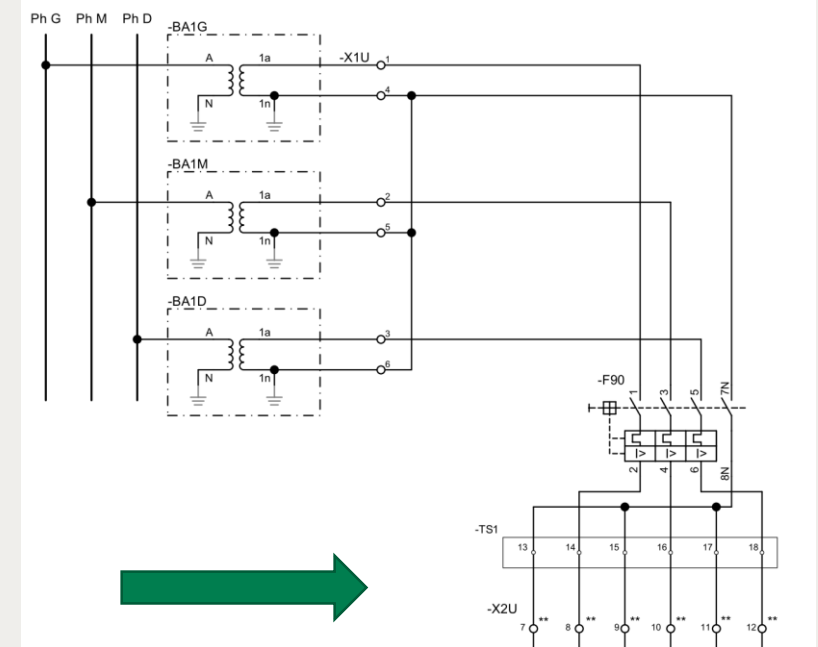 Ph G Ph M Ph D
-BA1G
A 1a -X1U 1
N 1n 4
-BA1M
A 1a 2
N 1n 5
-BA1D
A 1a 3
N 1n 6
-F90
1 3 5 7N
I> I> I>
2 4 6 8N
-TS1
13 14 15 16 17 18
-X2U
7 ** 8 ** 9 ** 10 ** 11 ** 12 **